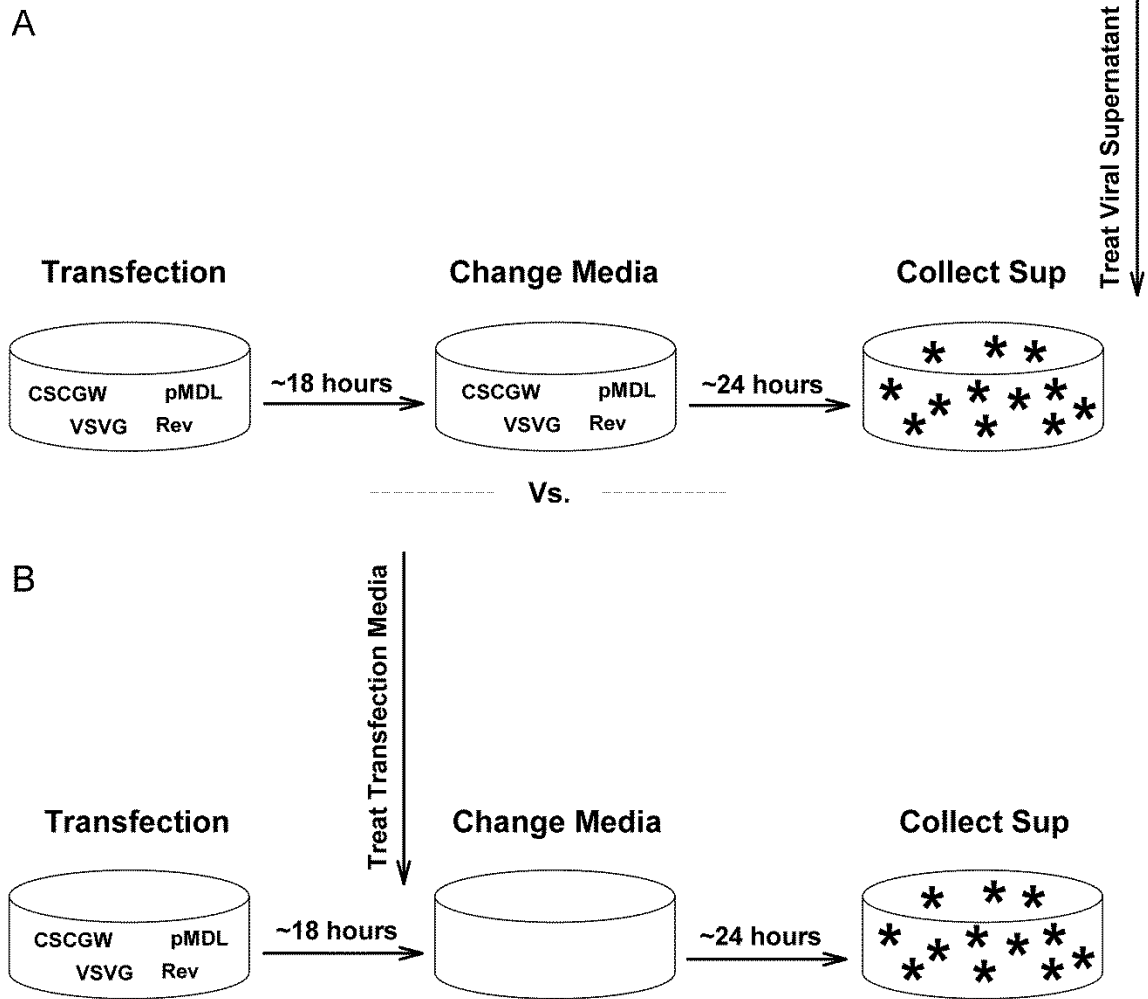 A
Treat Viral Supernatant
Transfection
Change Media
Collect Sup
CSCGW
pMDL
VSVG
Rev
~18 hours
CSCGW
pMDL
VSVG
Rev
~24 hours
Vs.
B
Treat Transfection Media
Transfection
Change Media
Collect Sup
CSCGW
pMDL
VSVG
Rev
~18 hours
~24 hours